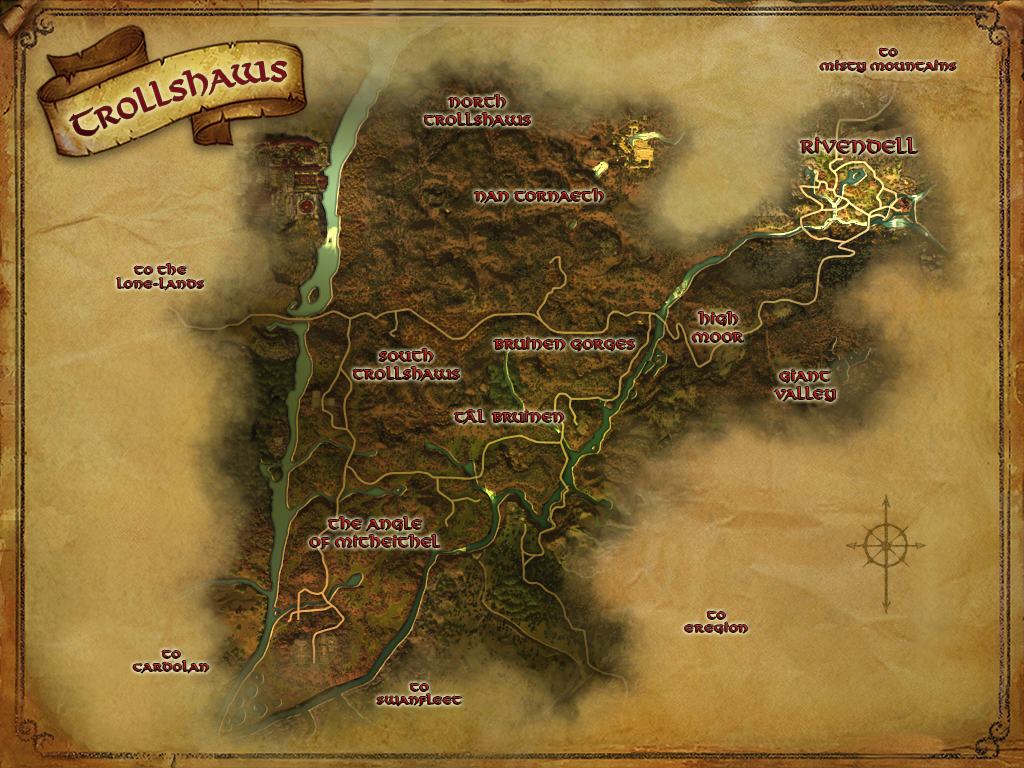 Trollshaws
to
misty mountains
north
trollshaws
rivendell
nan tornaeth
to the
lone-lands
high
moor
bruinen gorges
south
trollshaws
giant
valley
tâl bruinen
the angle
of mitheithel
to
eregion
to
cardolan
to
swanfleet